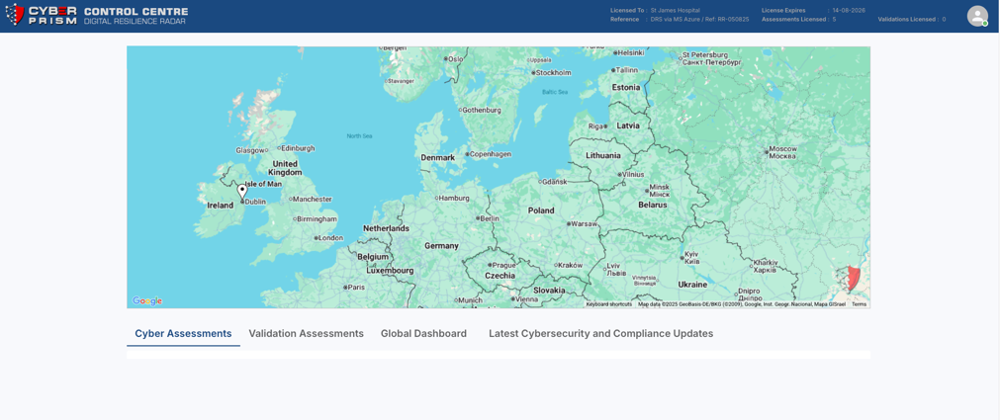 CYBER PRISM
CONTROL CENTRE
DIGITAL RESILIENCE RADAR
Licensed To : St James Hospital
Reference : DRS via MS Azure / Ref: RR-050825
License Expires : 14-08-2026
Assessments Licensed : 5
Validations Licensed : 0
Bergen
Oslo
Uppsala
Helsinki
St Petersburg
Санкт-Петербург
Stavanger
Stockholm
Tallinn
Estonia
Baltic Sea
Gothenburg
Riga
Latvia
North Sea
Glasgow
Edinburgh
Moscow
Москва
United Kingdom
Denmark
Copenhagen
Lithuania
Isle of Man
Vilnius
Gdańsk
Minsk
Мінск
Ireland
Dublin
Manchester
Hamburg
Belarus
Birmingham
Poland
Berlin
Warsaw
London
Netherlands
Germany
Belgium
Kyiv
Київ
Kharkiv
Харків
Luxembourg
Prague
Czechia
Kraków
Lviv
Львів
Vinnytsia
Вінниця
Ukraine
Paris
Slovakia
Dnipro
Дніпро
Munich
Vienna
Google
Keyboard shortcuts
Map data ©2025 GeoBasis-DE/BKG (©2009), Google, Inst. Geogr. Nacional, Mapa GISrael
Terms
Cyber Assessments
Validation Assessments
Global Dashboard
Latest Cybersecurity and Compliance Updates